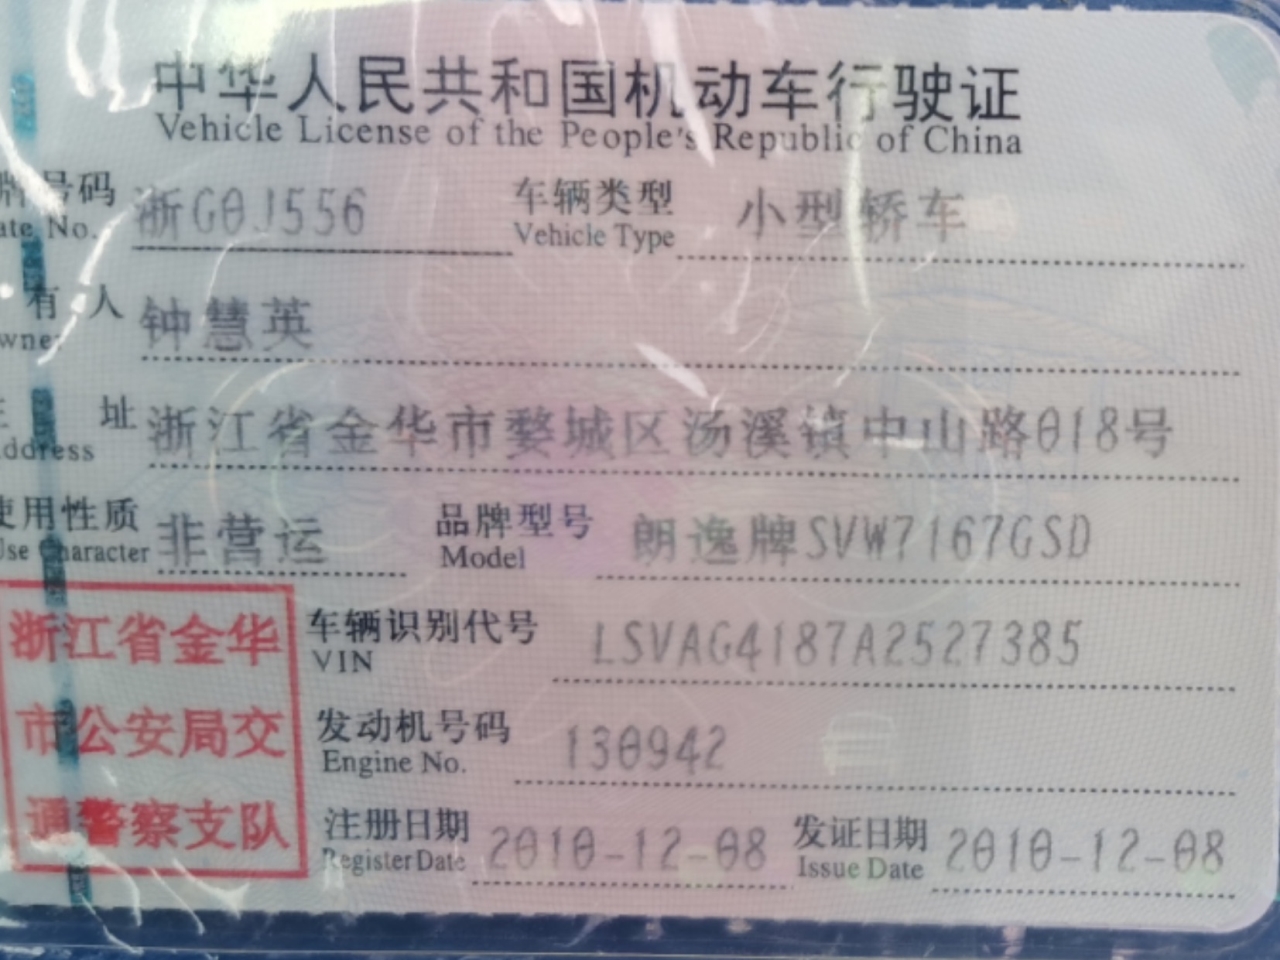 中华人民共和国机动车行驶证
Vehicle License of the People's Republic of China
牌号码 浙G0J556 车辆类型 小型轿车
ate No. Vehicle Type
有 人 钟慧英
wner
址 浙江省金华市婺城区汤溪镇中山路018号
ddress
使用性质 非营运 品牌型号 朗逸牌SVW7167GSD
Use Character Model
车辆识别代号 LSVAG4187A2527385
VIN
发动机号码 130942
Engine No.
注册日期 2010-12-08 发证日期 2010-12-08
Register Date Issue Date
浙江省金华
市公安局交
通警察支队